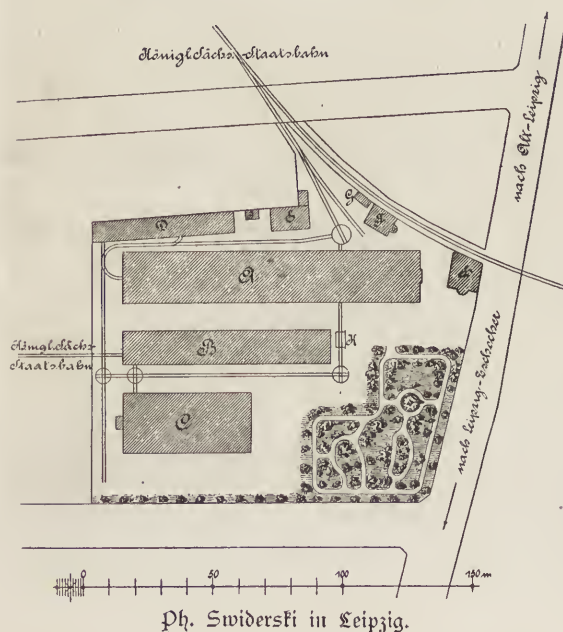 Königl. Sächs. Staatsbahn
nach Alt-Leipzig
D
A
Königl. Sächs.
Staatsbahn
B
K
C
nach Leipzig-Zschocher
0 50 100 150 m
Ph. Swiderski in Leipzig.